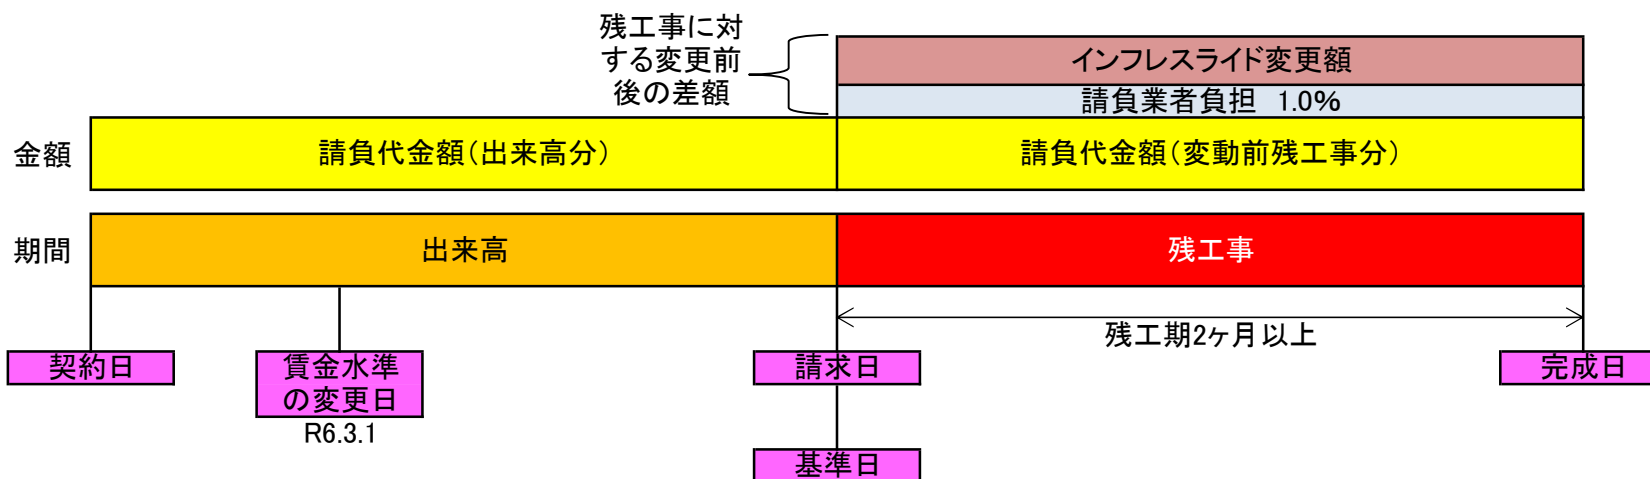 残工事に対
する変更前
後の差額
インフレスライド変更額
請負業者負担 1.0%
金額
請負代金額(出来高分)
請負代金額(変動前残工事分)
期間
出来高
残工事
残工期2ヶ月以上
契約日
賃金水準
の変更日
R6.3.1
請求日
完成日
基準日